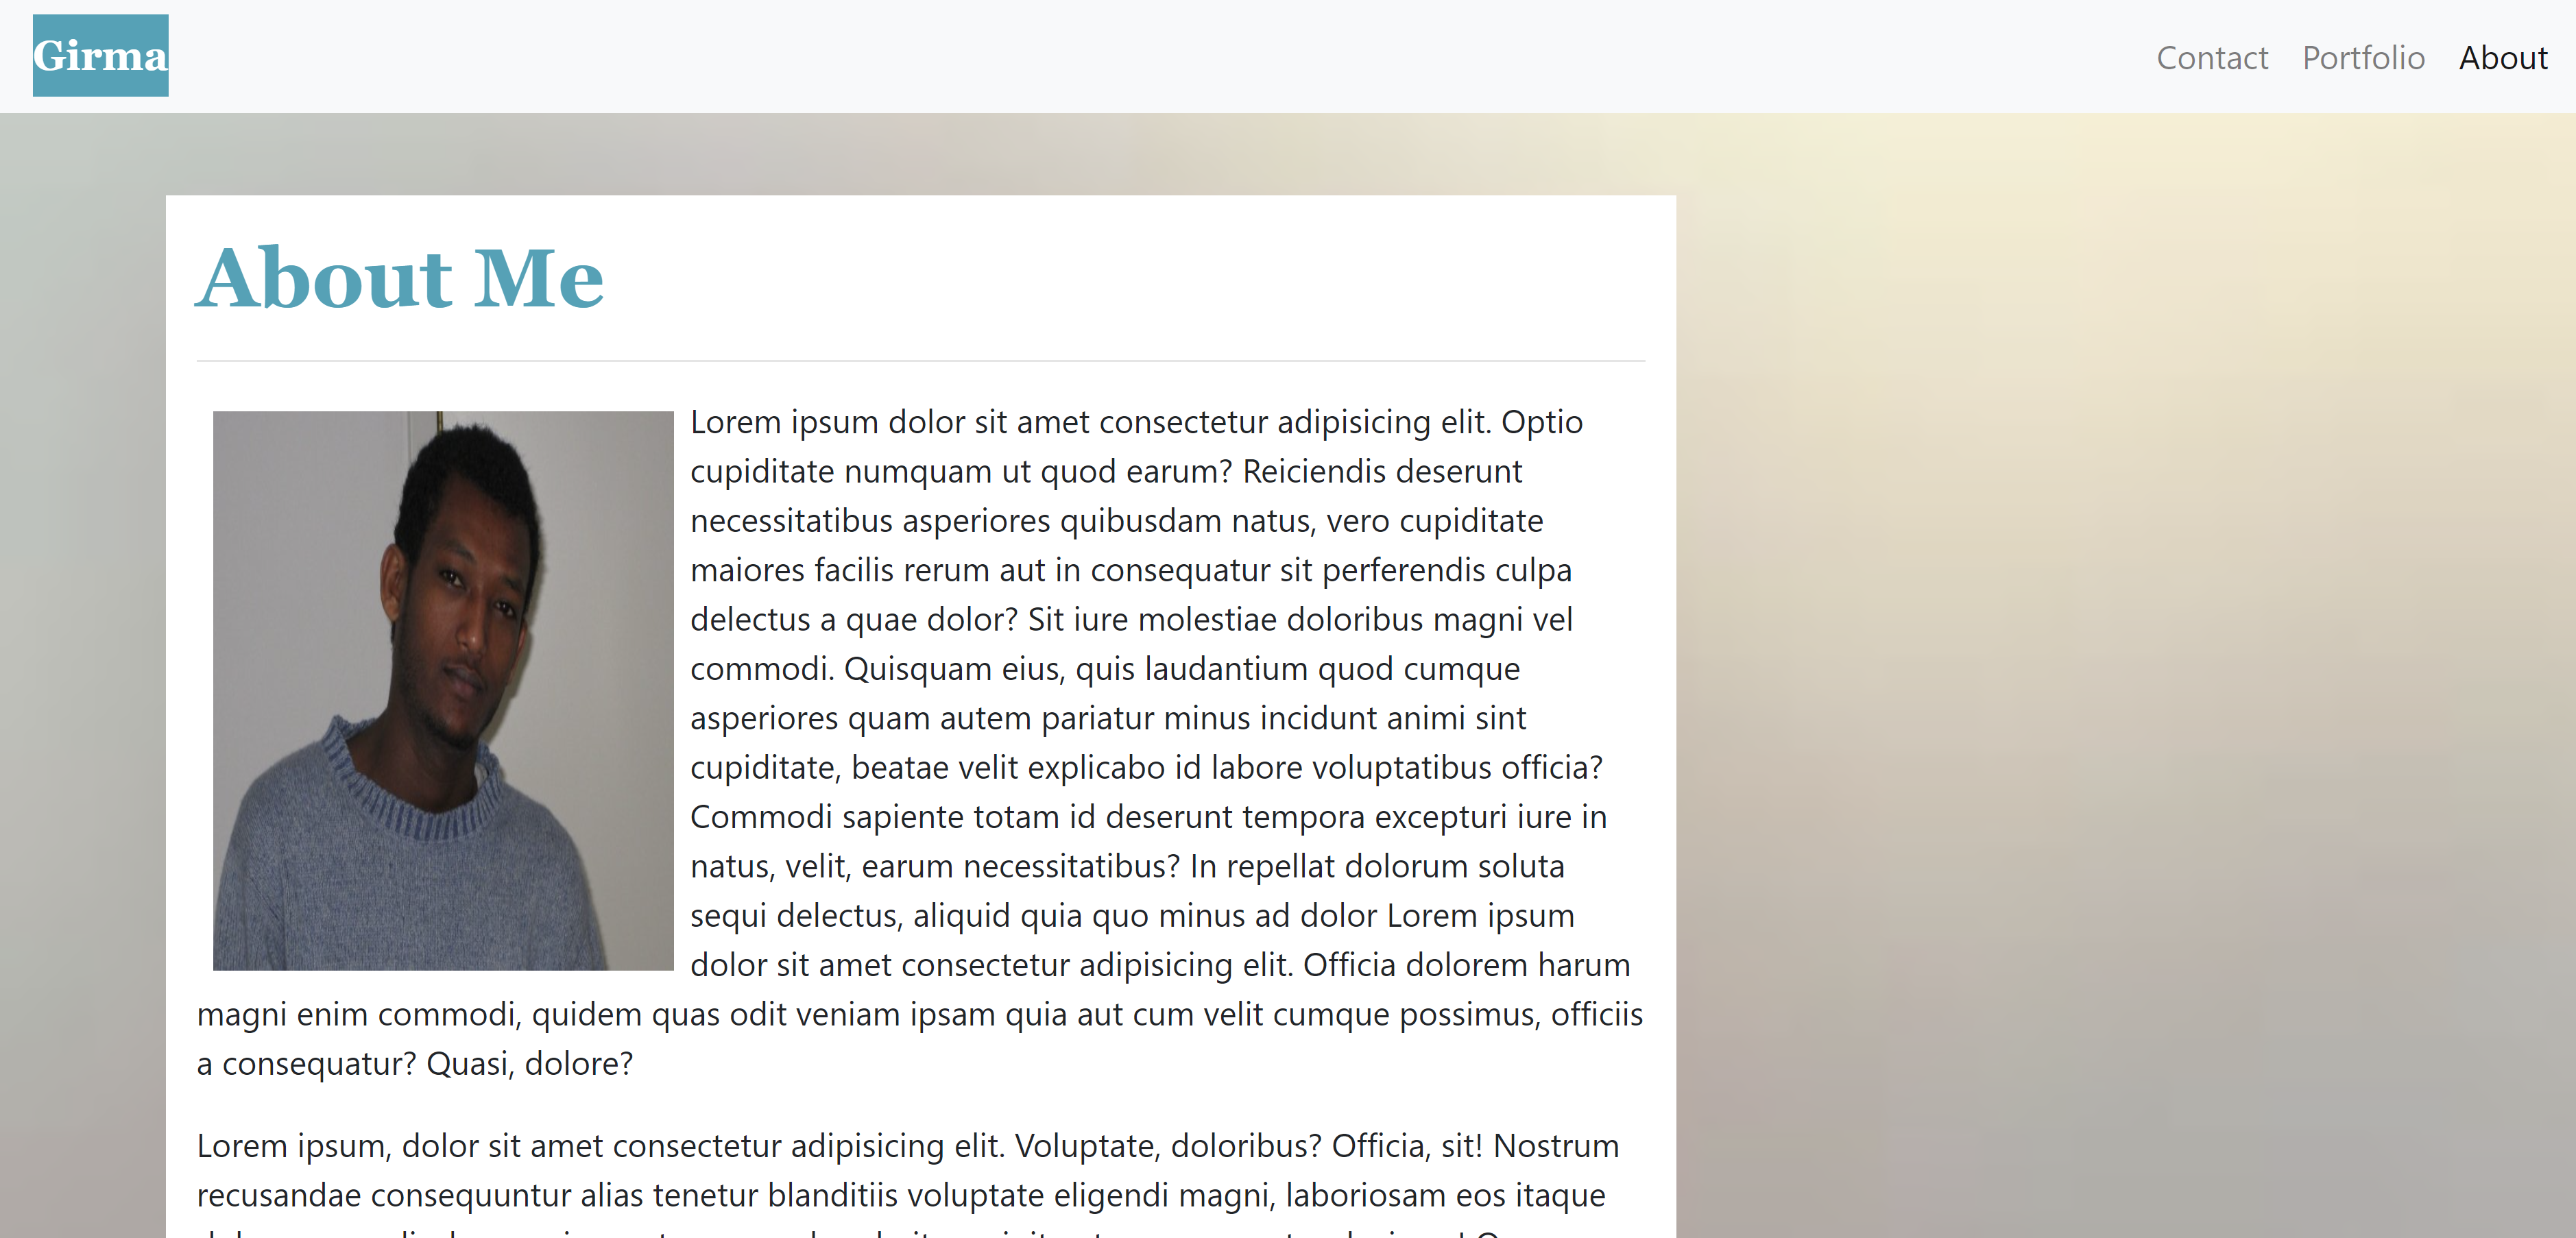 Girma
Contact Portfolio About
About Me
Lorem ipsum dolor sit amet consectetur adipisicing elit. Optio
cupiditate numquam ut quod earum? Reiciendis deserunt
necessitatibus asperiores quibusdam natus, vero cupiditate
maiores facilis rerum aut in consequatur sit perferendis culpa
delectus a quae dolor? Sit iure molestiae doloribus magni vel
commodi. Quisquam eius, quis laudantium quod cumque
asperiores quam autem pariatur minus incidunt animi sint
cupiditate, beatae velit explicabo id labore voluptatibus officia?
Commodi sapiente totam id deserunt tempora excepturi iure in
natus, velit, earum necessitatibus? In repellat dolorum soluta
sequi delectus, aliquid quia quo minus ad dolor Lorem ipsum
dolor sit amet consectetur adipisicing elit. Officia dolorem harum
magni enim commodi, quidem quas odit veniam ipsam quia aut cum velit cumque possimus, officiis
a consequatur? Quasi, dolore?
Lorem ipsum, dolor sit amet consectetur adipisicing elit. Voluptate, doloribus? Officia, sit! Nostrum
recusandae consequuntur alias tenetur blanditiis voluptate eligendi magni, laboriosam eos itaque